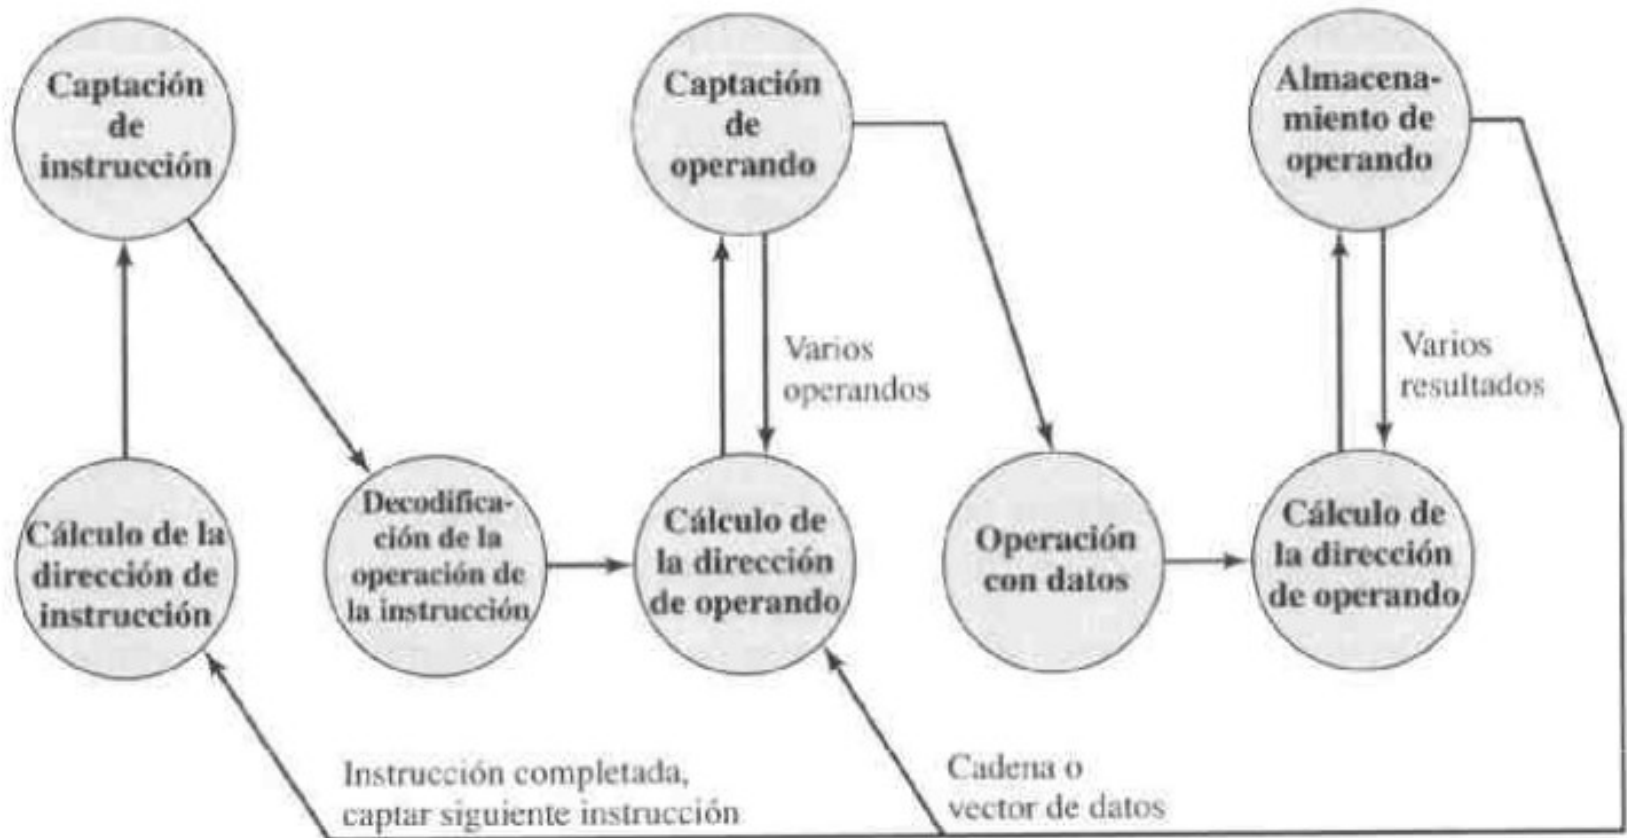 Captación
de
instrucción
Captación
de
operando
Almacena-
miento de
operando
Varios
operandos
Varios
resultados
Cálculo de la
dirección de
instrucción
Decodifica-
ción de la
operación de
la instrucción
Cálculo de
la dirección
de operando
Operación
con datos
Cálculo de
la dirección
de operando
Instrucción completada,
captar siguiente instrucción
Cadena o
vector de datos